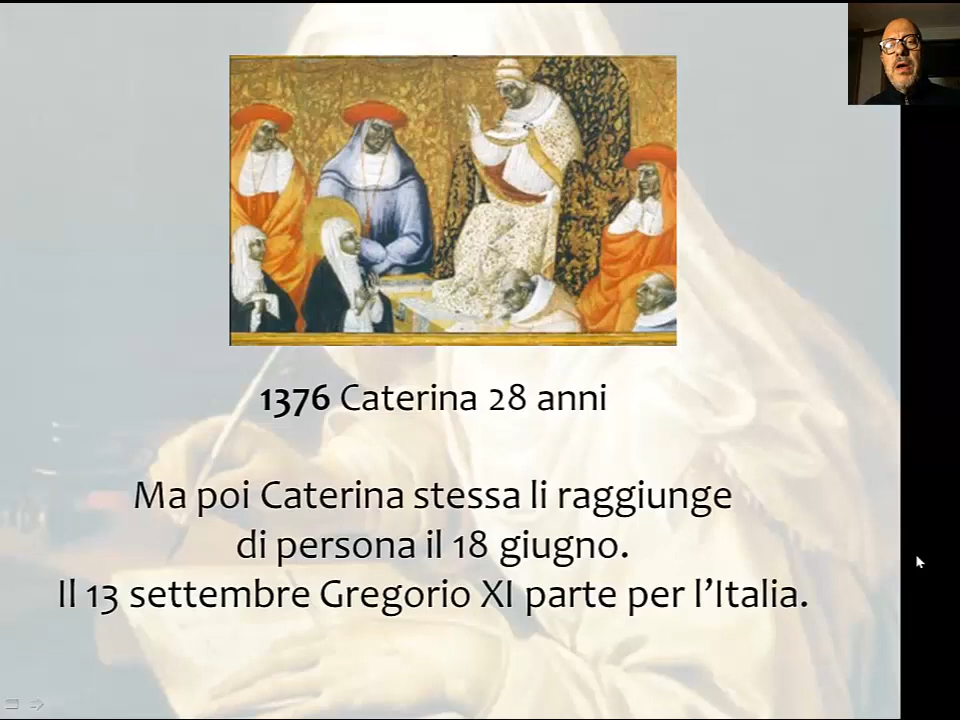 1376 Caterina 28 anni
Ma poi Caterina stessa li raggiunge
di persona il 18 giugno.
Il 13 settembre Gregorio XI parte per l’Italia.